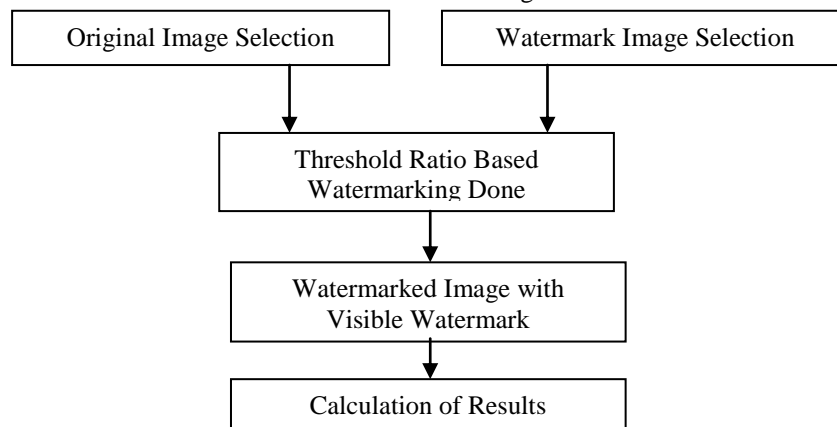 Original Image Selection
Watermark Image Selection
Threshold Ratio Based
Watermarking Done
Watermarked Image with
Visible Watermark
Calculation of Results